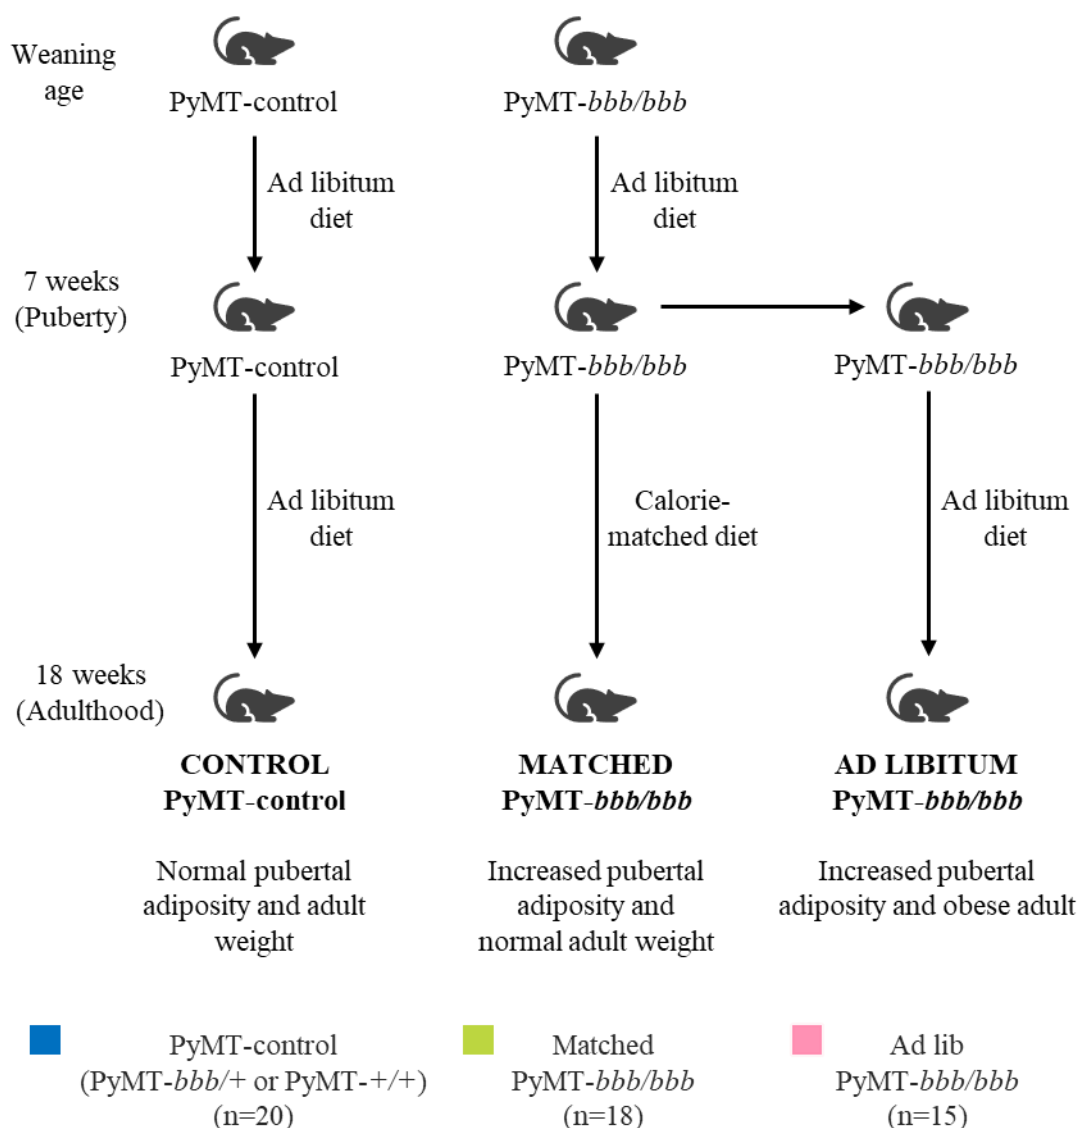 Weaning
age
PyMT-control
PyMT-bbb/bbb
Ad libitum
diet
Ad libitum
diet
7 weeks
(Puberty)
PyMT-control
PyMT-bbb/bbb
PyMT-bbb/bbb
Ad libitum
diet
Calorie-
matched diet
Ad libitum
diet
18 weeks
(Adulthood)
CONTROL
PyMT-control
MATCHED
PyMT-bbb/bbb
AD LIBITUM
PyMT-bbb/bbb
Normal pubertal
adiposity and adult
weight
Increased pubertal
adiposity and
normal adult weight
Increased pubertal
adiposity and obese adult
PyMT-control
(PyMT-bbb/+ or PyMT-+/+)
(n=20)
Matched
PyMT-bbb/bbb
(n=18)
Ad lib
PyMT-bbb/bbb
(n=15)